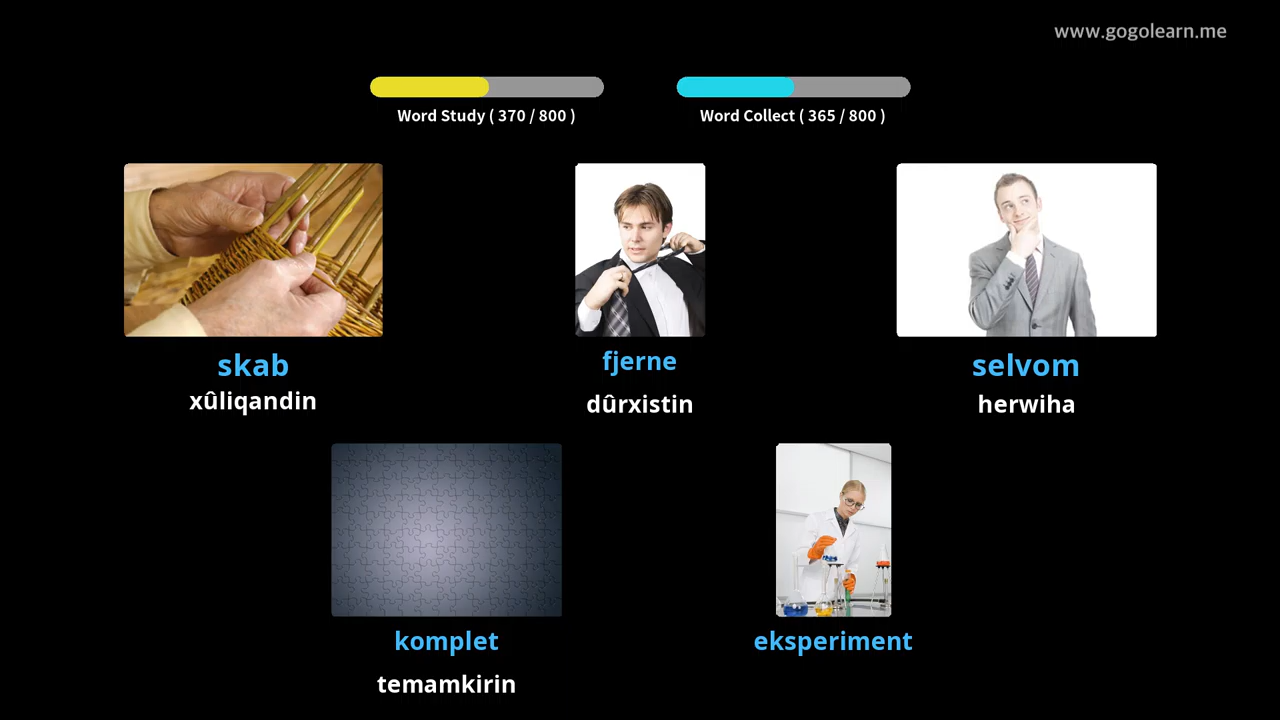 www.gogolearn.me
Word Study ( 370 / 800 )
Word Collect ( 365 / 800 )
skab
xûliqandin
fjerne
dûrxistin
selvom
herwiha
komplet
temamkirin
eksperiment